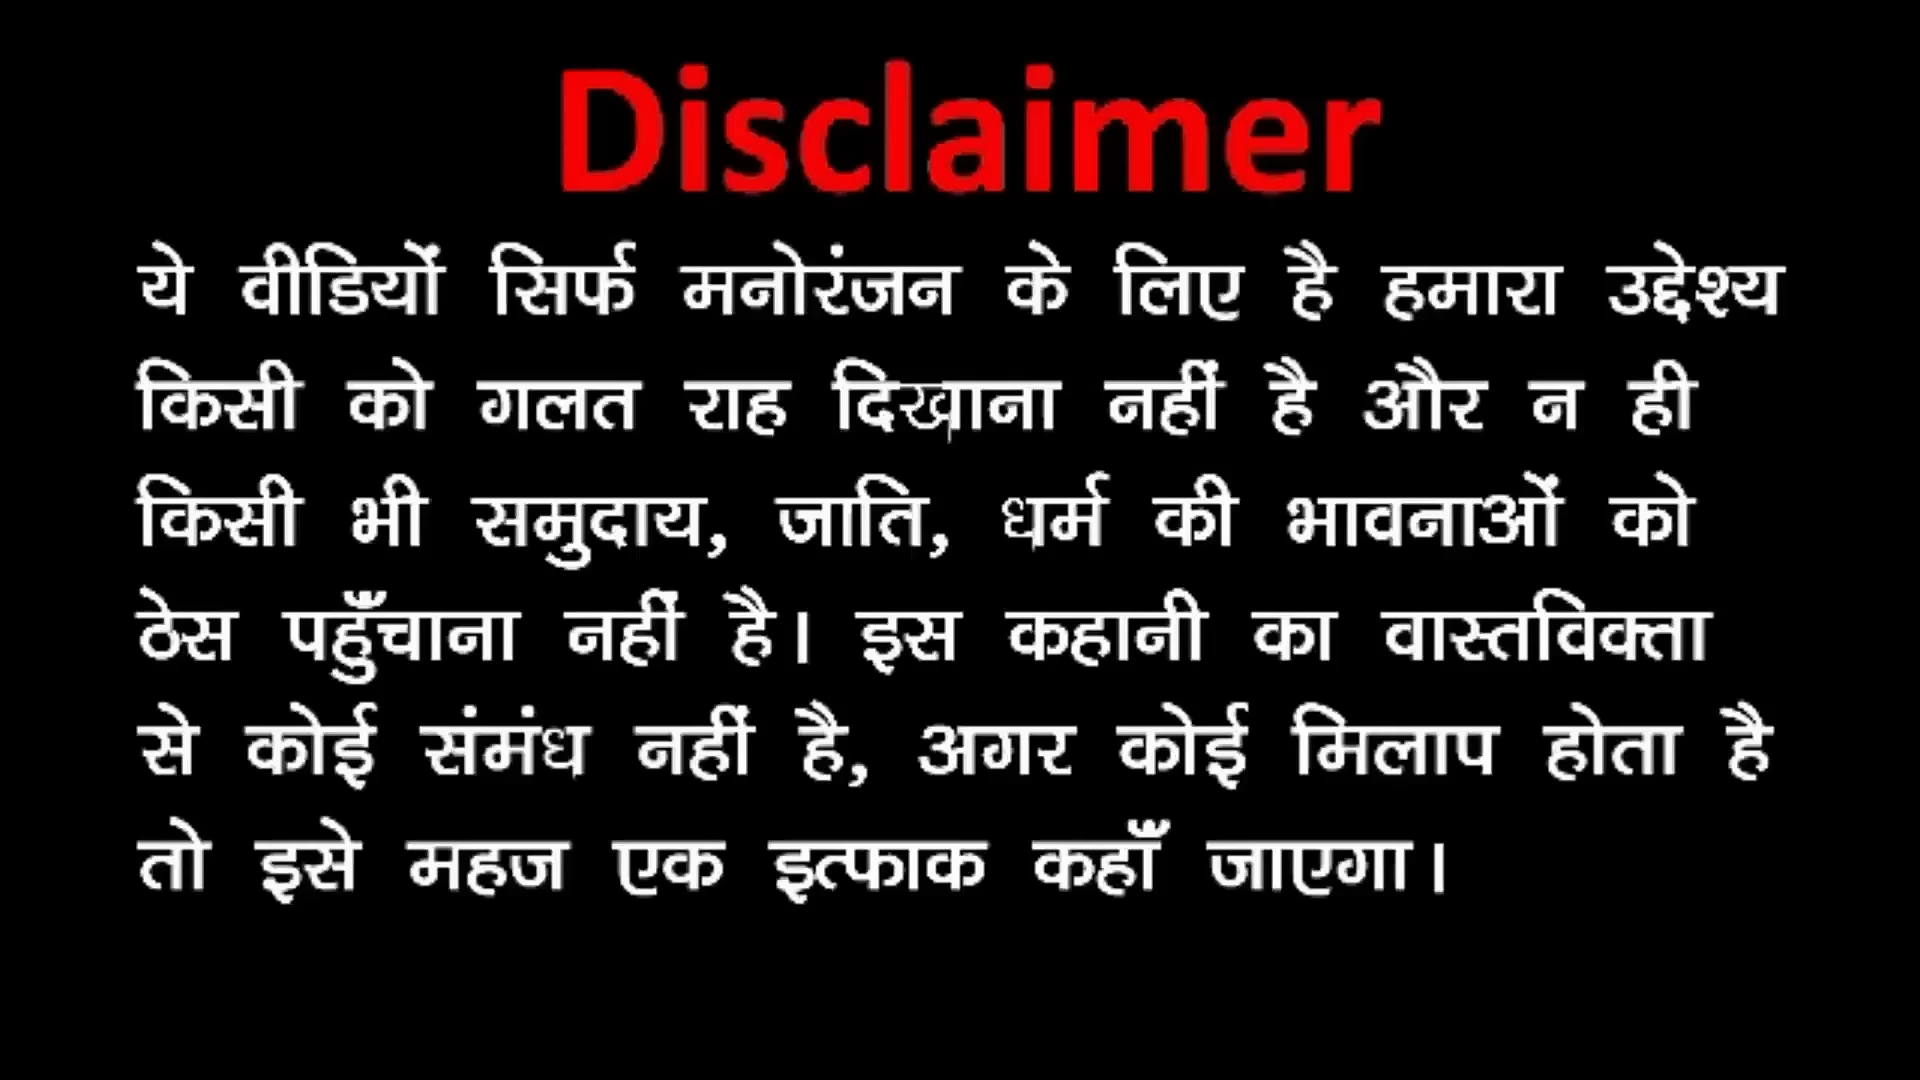 Disclaimer
ये वीडियों सिर्फ मनोरंजन के लिए है हमारा उद्देश्य
किसी को गलत राह दिखाना नहीं है और न ही
किसी भी समुदाय, जाति, धर्म की भावनाओं को
ठेस पहुँचाना नहीं है। इस कहानी का वास्तविक्ता
से कोई संमंध नहीं है, अगर कोई मिलाप होता है
तो इसे महज एक इत्फाक कहाँ जाएगा।